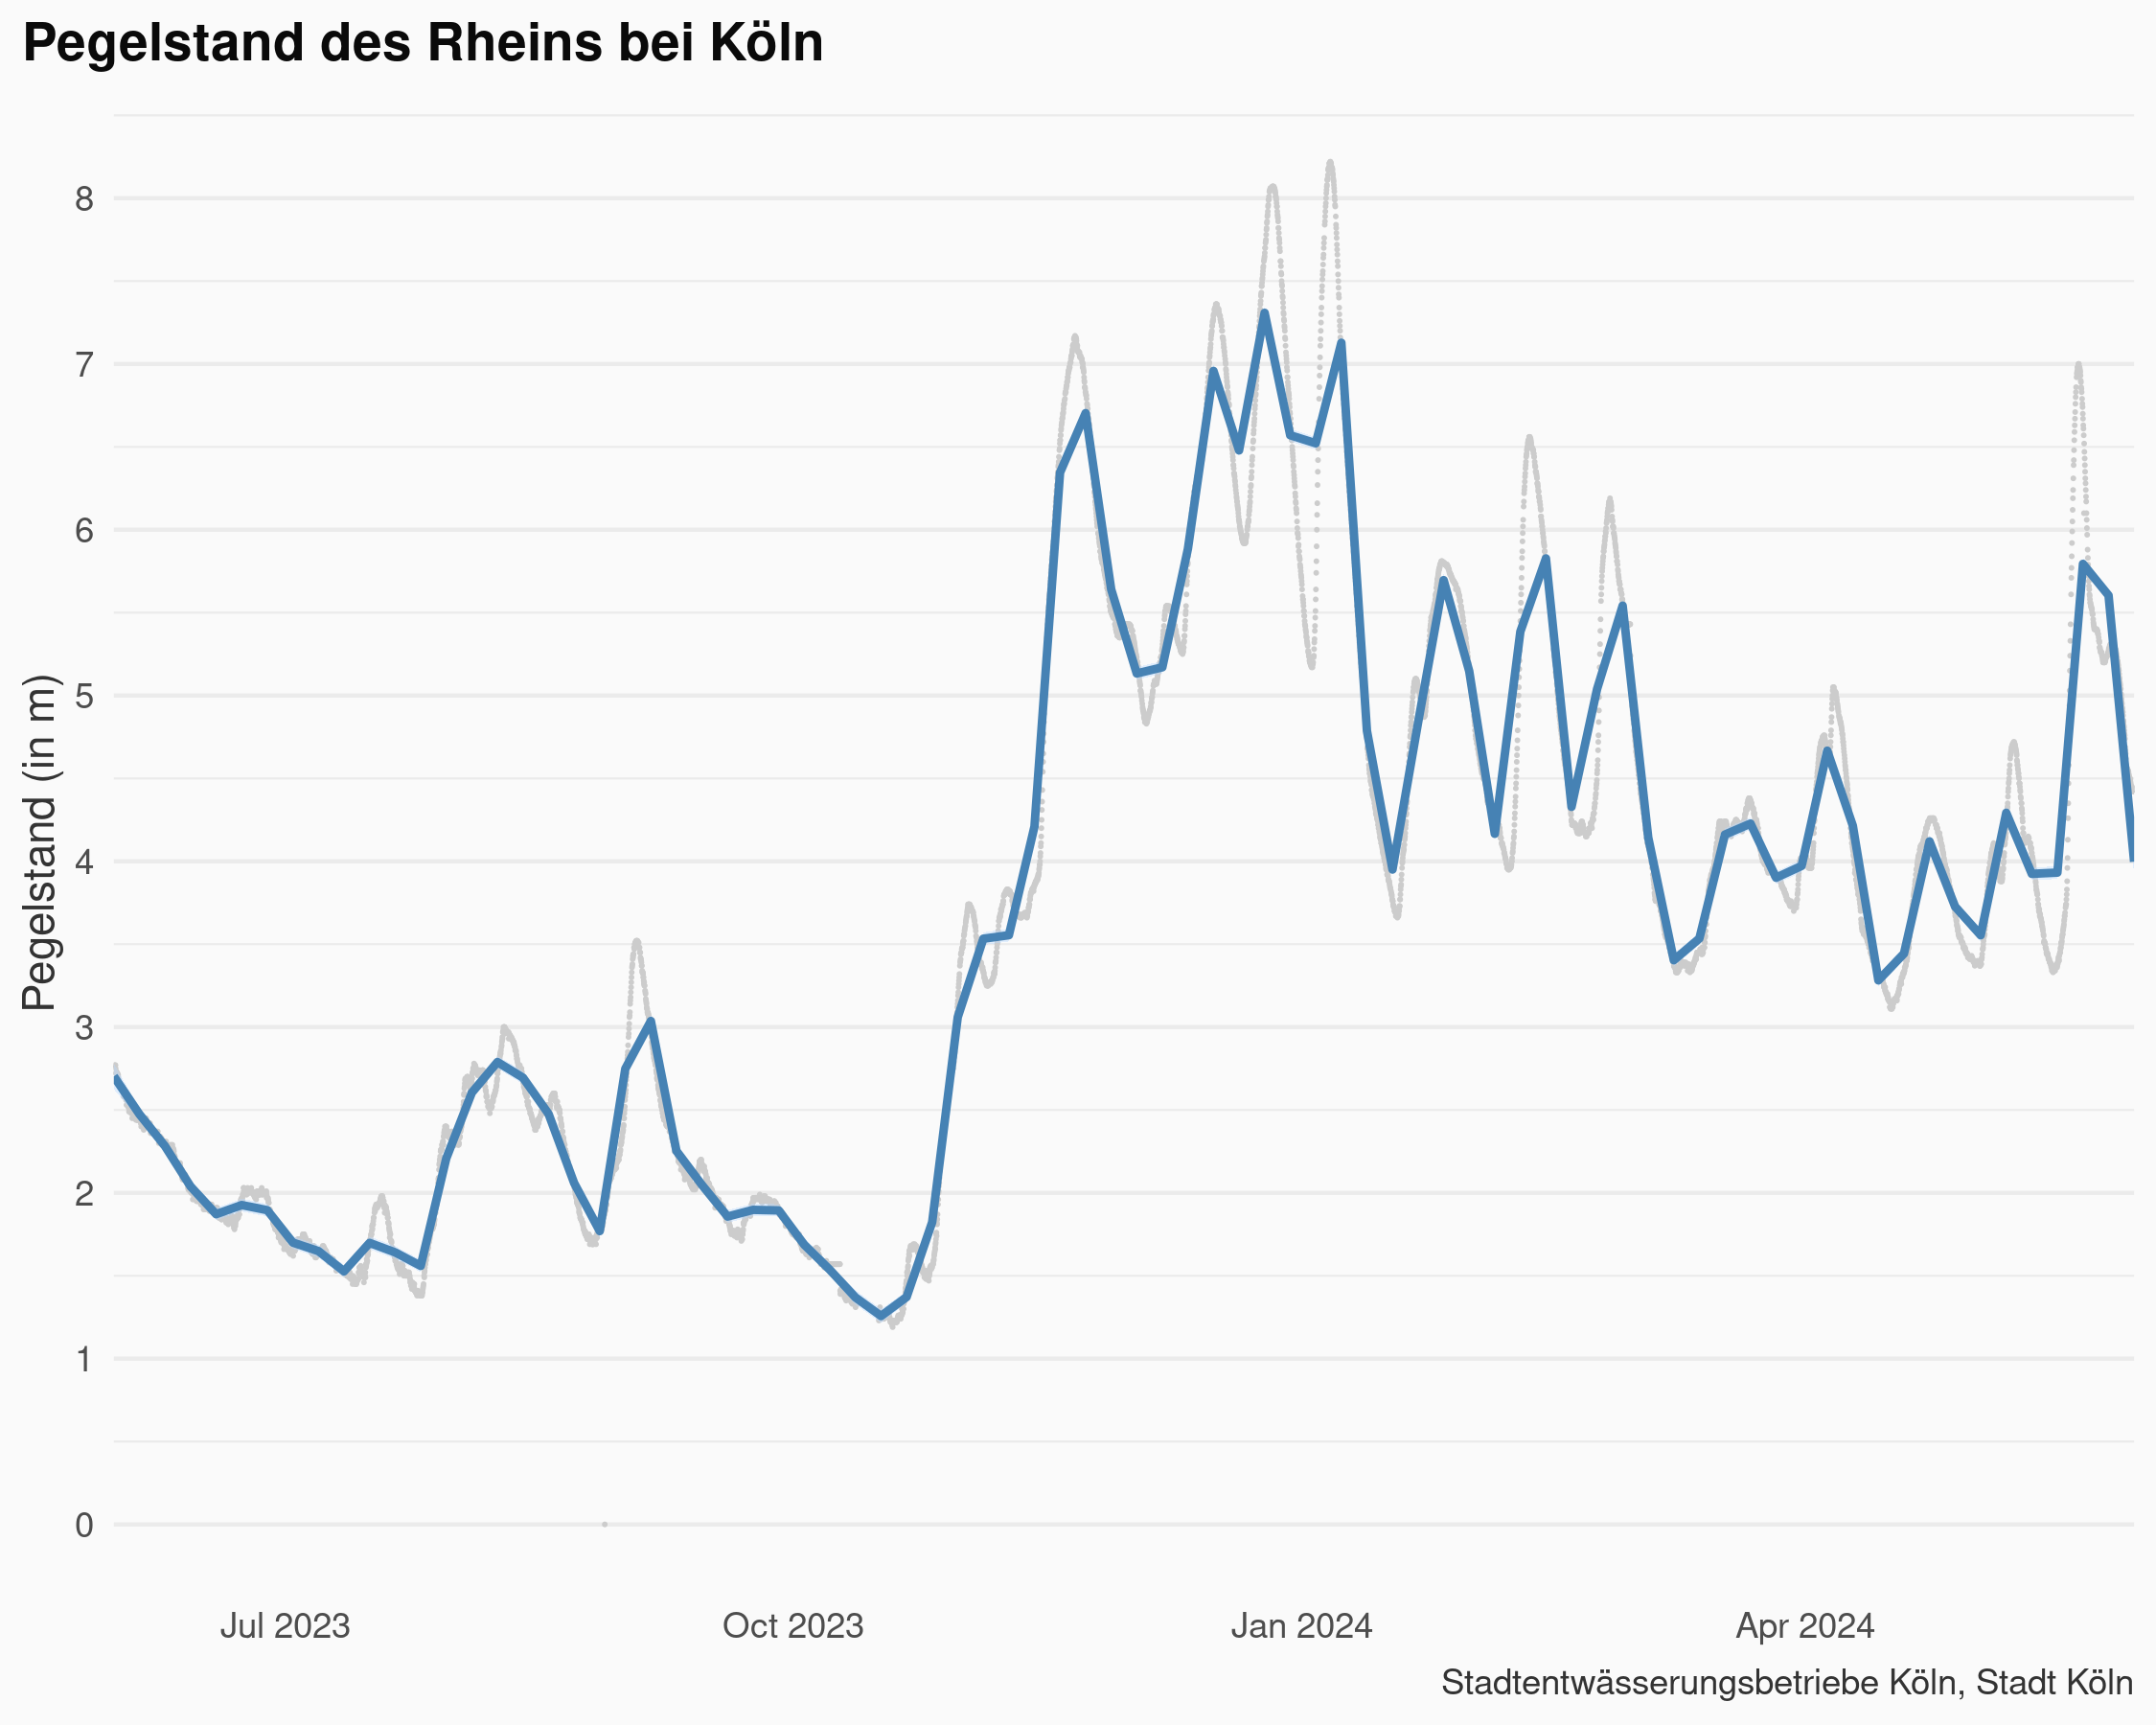 Pegelstand des Rheins bei Köln
Pegelstand (in m)
8
7
6
5
4
3
2
1
0
Jul 2023
Oct 2023
Jan 2024
Apr 2024
Stadtentwässerungsbetriebe Köln, Stadt Köln